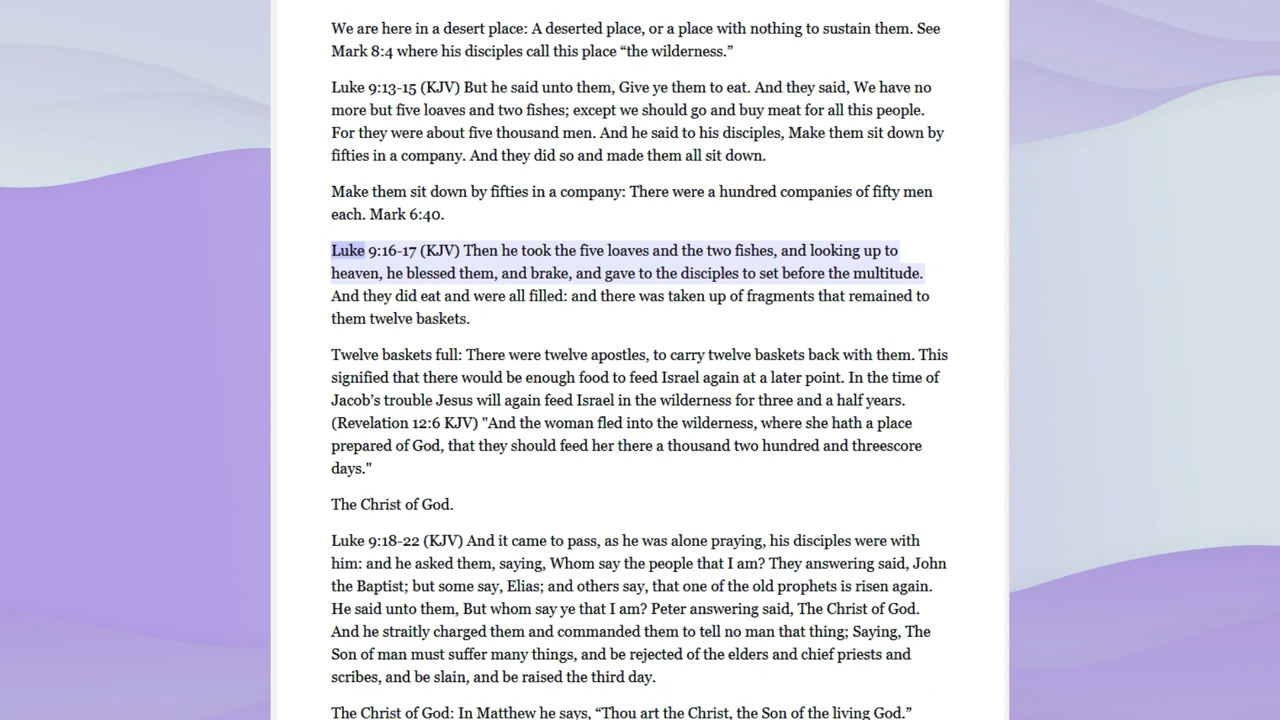 We are here in a desert place: A deserted place, or a place with nothing to sustain them. See
Mark 8:4 where his disciples call this place “the wilderness.”
Luke 9:13-15 (KJV) But he said unto them, Give ye them to eat. And they said, We have no
more but five loaves and two fishes; except we should go and buy meat for all this people.
For they were about five thousand men. And he said to his disciples, Make them sit down by
fifties in a company. And they did so and made them all sit down.
Make them sit down by fifties in a company: There were a hundred companies of fifty men
each. Mark 6:40.
Luke 9:16-17 (KJV) Then he took the five loaves and the two fishes, and looking up to
heaven, he blessed them, and brake, and gave to the disciples to set before the multitude.
And they did eat and were all filled: and there was taken up of fragments that remained to
them twelve baskets.
Twelve baskets full: There were twelve apostles, to carry twelve baskets back with them. This
signified that there would be enough food to feed Israel again at a later point. In the time of
Jacob’s trouble Jesus will again feed Israel in the wilderness for three and a half years.
(Revelation 12:6 KJV) "And the woman fled into the wilderness, where she hath a place
prepared of God, that they should feed her there a thousand two hundred and threescore
days."
The Christ of God.
Luke 9:18-22 (KJV) And it came to pass, as he was alone praying, his disciples were with
him: and he asked them, saying, Whom say the people that I am? They answering said, John
the Baptist; but some say, Elias; and others say, that one of the old prophets is risen again.
He said unto them, But whom say ye that I am? Peter answering said, The Christ of God.
And he straitly charged them and commanded them to tell no man that thing; Saying, The
Son of man must suffer many things, and be rejected of the elders and chief priests and
scribes, and be slain, and be raised the third day.
The Christ of God: In Matthew he says, “Thou art the Christ, the Son of the living God.”